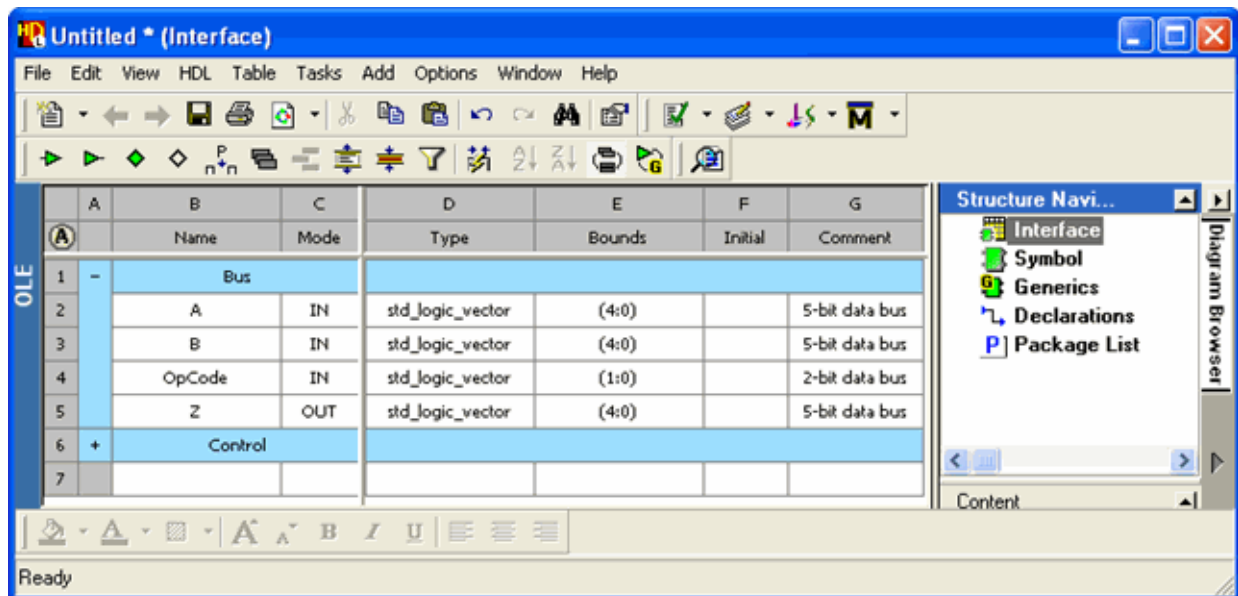 Untitled * (Interface)
File Edit View HDL Table Tasks Add Options Window Help
A B C D E F G
A Name Mode Type Bounds Initial Comment
1 - Bus
2 A IN std_logic_vector (4:0) 5-bit data bus
3 B IN std_logic_vector (4:0) 5-bit data bus
4 OpCode IN std_logic_vector (1:0) 2-bit data bus
5 Z OUT std_logic_vector (4:0) 5-bit data bus
6 + Control
7
OLE
Structure Navi...
Interface
Symbol
Generics
Declarations
P Package List
Content
Diagram Browser
A A A B I U
Ready